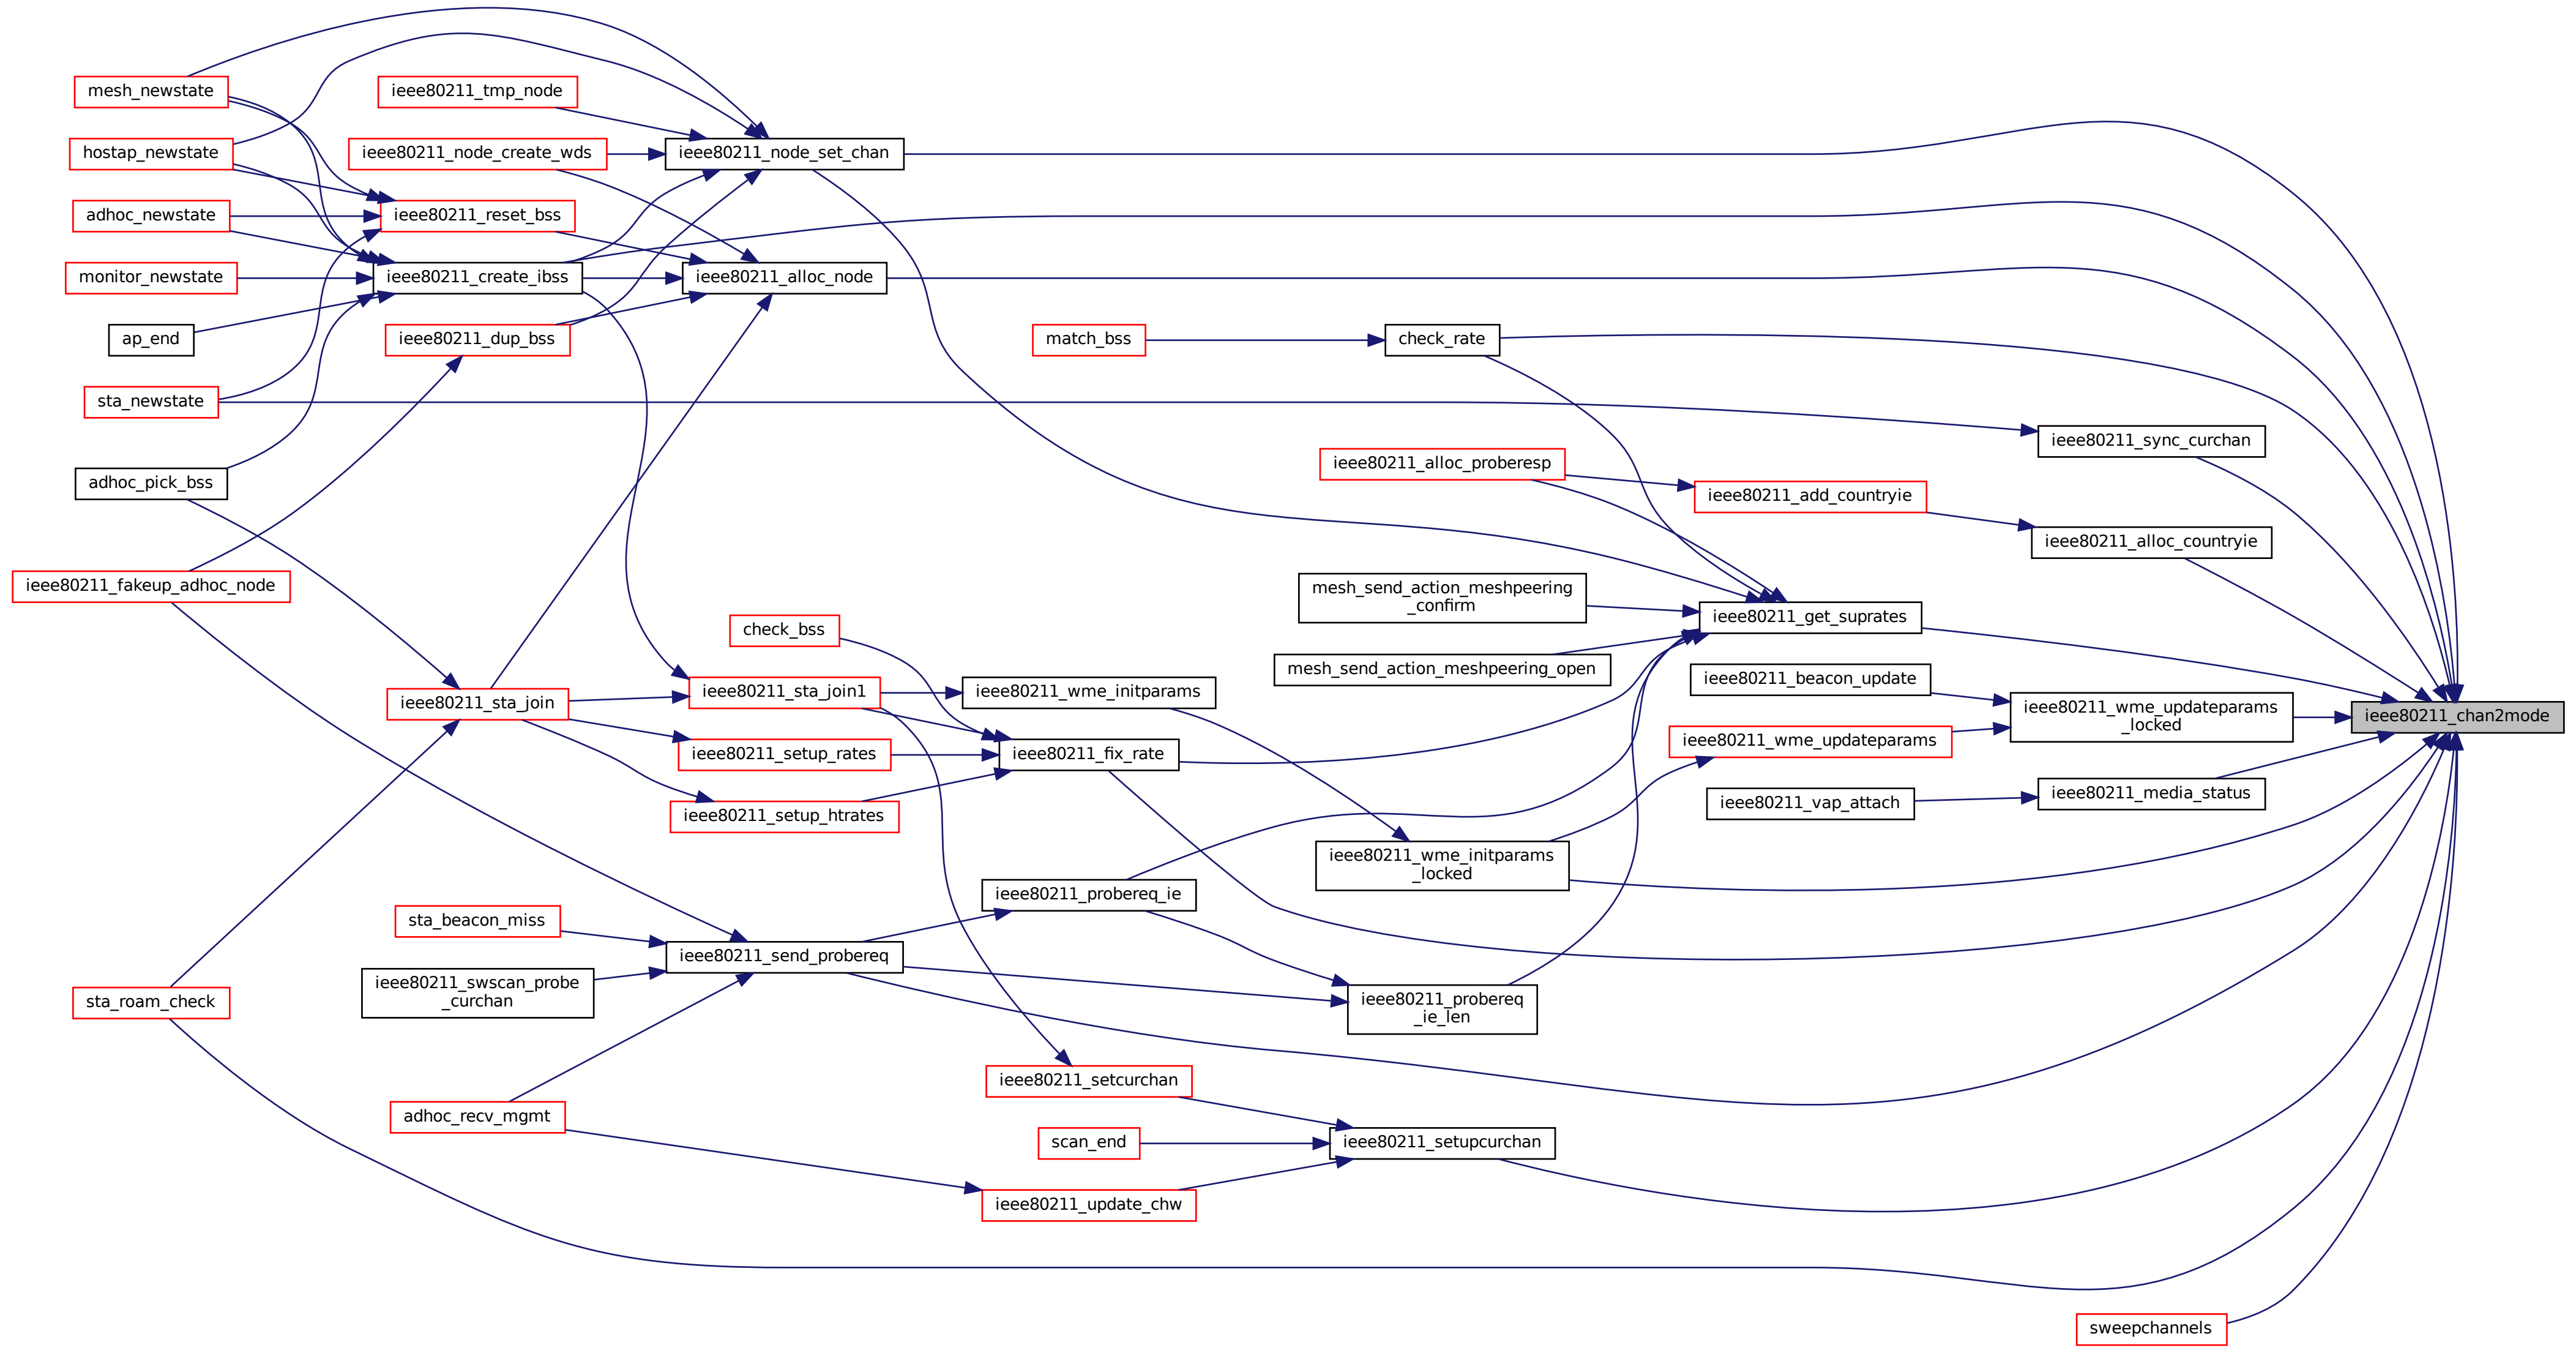 mesh_newstate
ieee80211_tmp_node
hostap_newstate
ieee80211_node_create_wds
ieee80211_node_set_chan
adhoc_newstate
ieee80211_reset_bss
monitor_newstate
ieee80211_create_ibss
ieee80211_alloc_node
ap_end
ieee80211_dup_bss
match_bss
check_rate
sta_newstate
ieee80211_sync_curchan
adhoc_pick_bss
ieee80211_alloc_proberesp
ieee80211_add_countryie
ieee80211_alloc_countryie
ieee80211_fakeup_adhoc_node
mesh_send_action_meshpeering
_confirm
ieee80211_get_suprates
check_bss
mesh_send_action_meshpeering_open
ieee80211_beacon_update
ieee80211_sta_join
ieee80211_sta_join1
ieee80211_wme_initparams
ieee80211_wme_updateparams
_locked
ieee80211_chan2mode
ieee80211_setup_rates
ieee80211_fix_rate
ieee80211_wme_updateparams
ieee80211_setup_htrates
ieee80211_vap_attach
ieee80211_media_status
ieee80211_wme_initparams
_locked
ieee80211_probereq_ie
sta_beacon_miss
ieee80211_send_probereq
ieee80211_swscan_probe
_curchan
sta_roam_check
ieee80211_probereq
_ie_len
ieee80211_setcurchan
adhoc_recv_mgmt
scan_end
ieee80211_setupcurchan
ieee80211_update_chw
sweepchannels